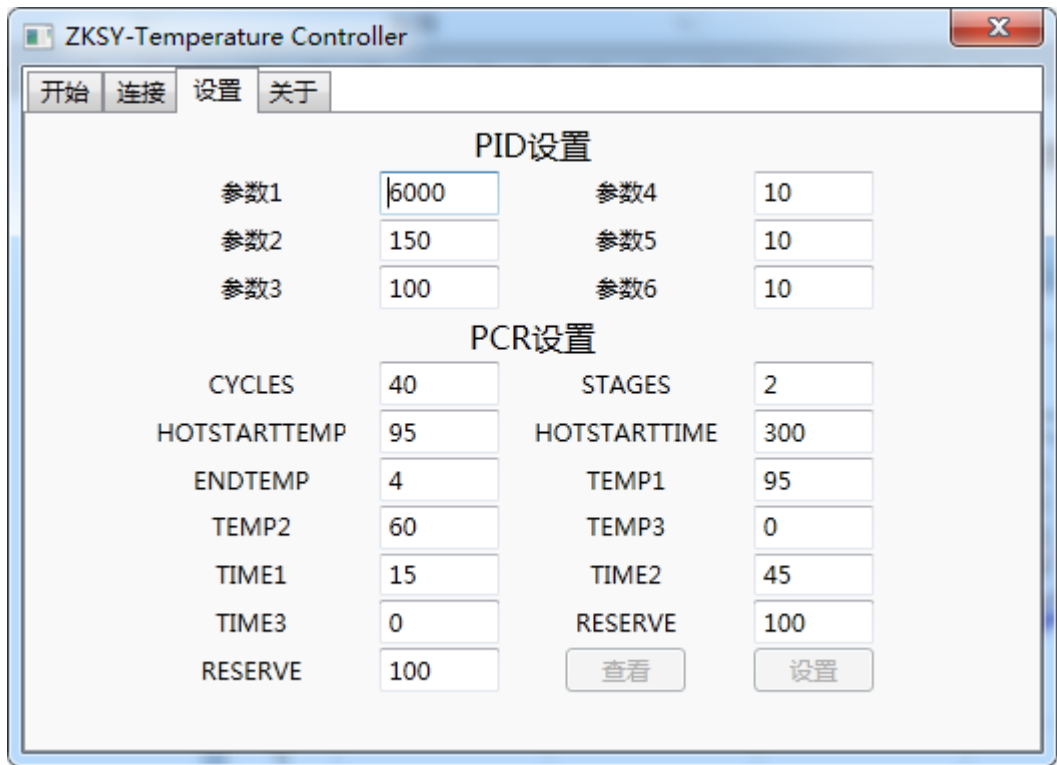 ZKSY-Temperature Controller
开始 连接 设置 关于
PID设置
参数1 6000 参数4 10
参数2 150 参数5 10
参数3 100 参数6 10
PCR设置
CYCLES 40 STAGES 2
HOTSTARTTEMP 95 HOTSTARTTIME 300
ENDTEMP 4 TEMP1 95
TEMP2 60 TEMP3 0
TIME1 15 TIME2 45
TIME3 0 RESERVE 100
RESERVE 100 查看 设置